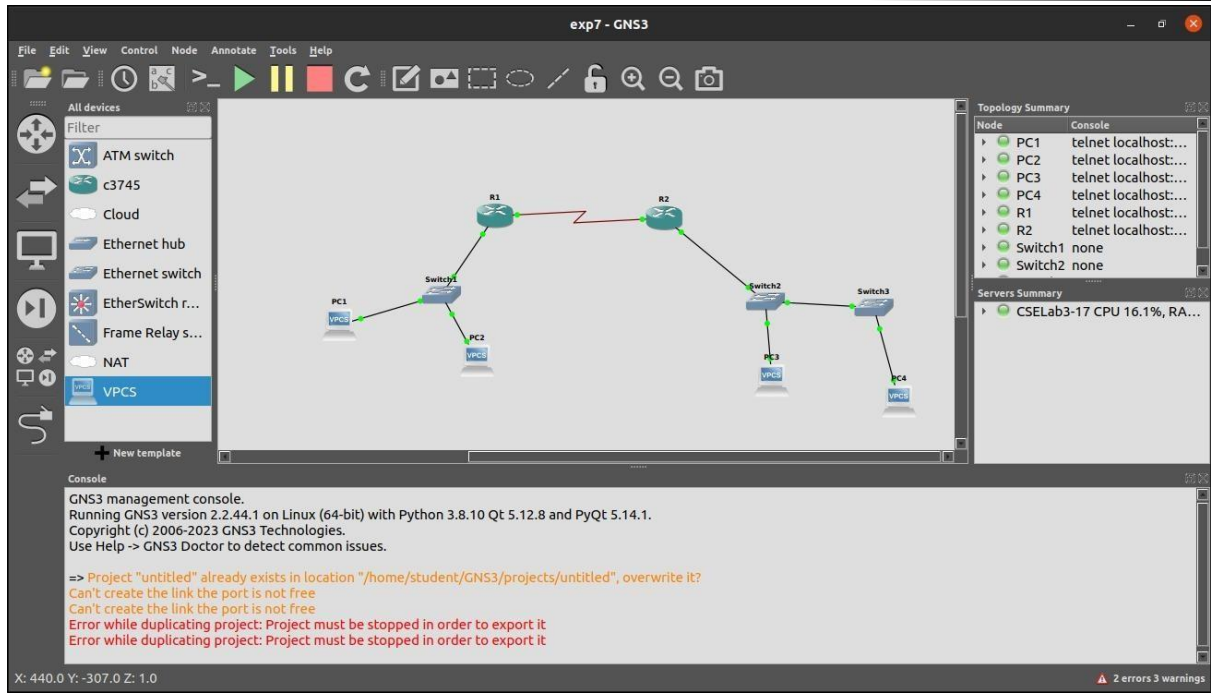 exp7 - GNS3
File Edit View Control Node Annotate Tools Help
All devices
Filter
ATM switch
c3745
Cloud
Ethernet hub
Ethernet switch
EtherSwitch r...
Frame Relay s...
NAT
VPCS
New template
R1
R2
Switch1
Switch2
Switch3
PC1
VPCS
PC2
VPCS
PC3
VPCS
PC4
VPCS
Topology Summary
Node Console
PC1 telnet localhost:...
PC2 telnet localhost:...
PC3 telnet localhost:...
PC4 telnet localhost:...
R1 telnet localhost:...
R2 telnet localhost:...
Switch1 none
Switch2 none
Servers Summary
CSELab3-17 CPU 16.1%, RA...
Console
GNS3 management console.
Running GNS3 version 2.2.44.1 on Linux (64-bit) with Python 3.8.10 Qt 5.12.8 and PyQt 5.14.1.
Copyright (c) 2006-2023 GNS3 Technologies.
Use Help -> GNS3 Doctor to detect common issues.
=> Project "untitled" already exists in location "/home/student/GNS3/projects/untitled", overwrite it?
Can't create the link the port is not free
Can't create the link the port is not free
Error while duplicating project: Project must be stopped in order to export it
Error while duplicating project: Project must be stopped in order to export it
X: 440.0 Y: -307.0 Z: 1.0
2 errors 3 warnings